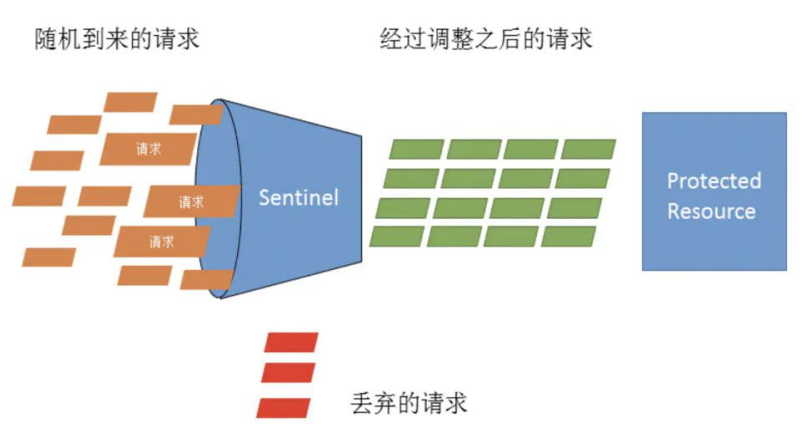 随机到来的请求
经过调整之后的请求
请求
请求
请求
Sentinel
Protected
Resource
丢弃的请求